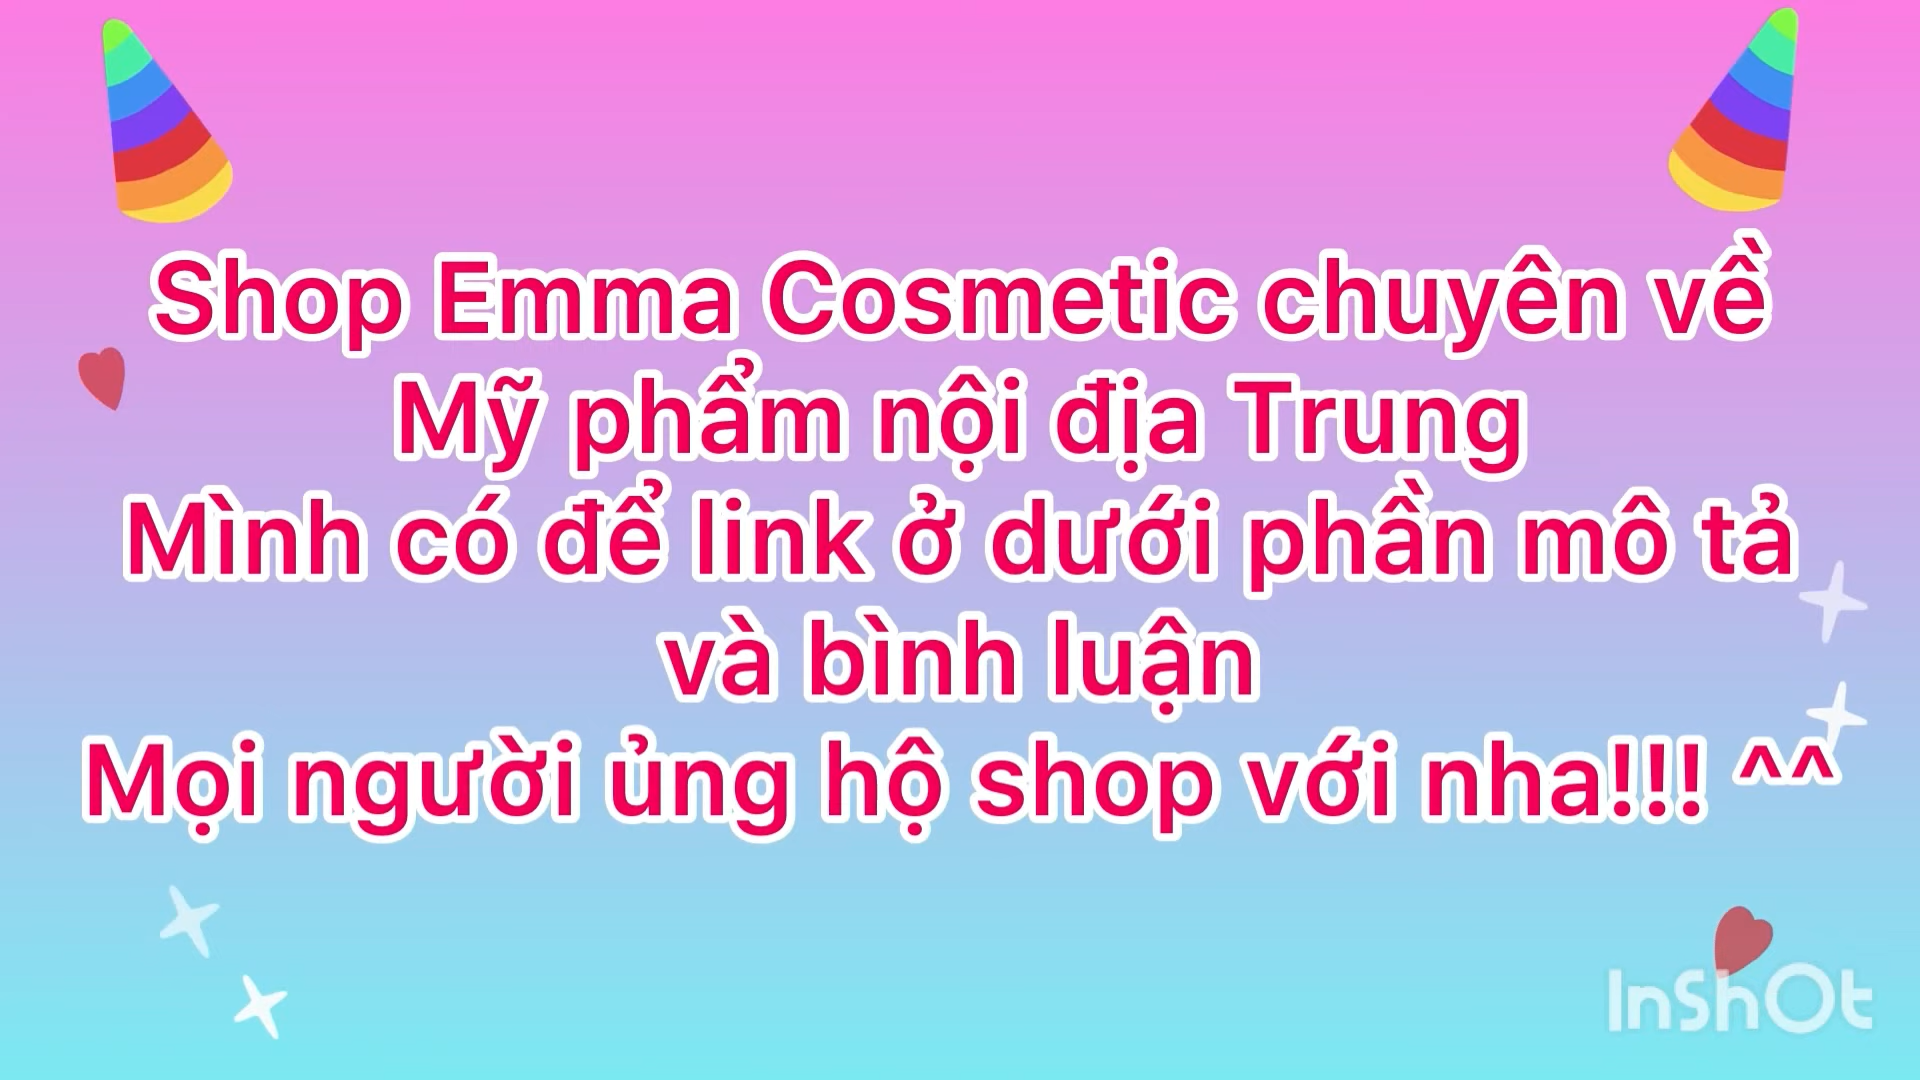 Shop Emma Cosmetic chuyên về
Mỹ phẩm nội địa Trung
Mình có để link ở dưới phần mô tả
và bình luận
Mọi người ủng hộ shop với nha!!! ^^
InShOt